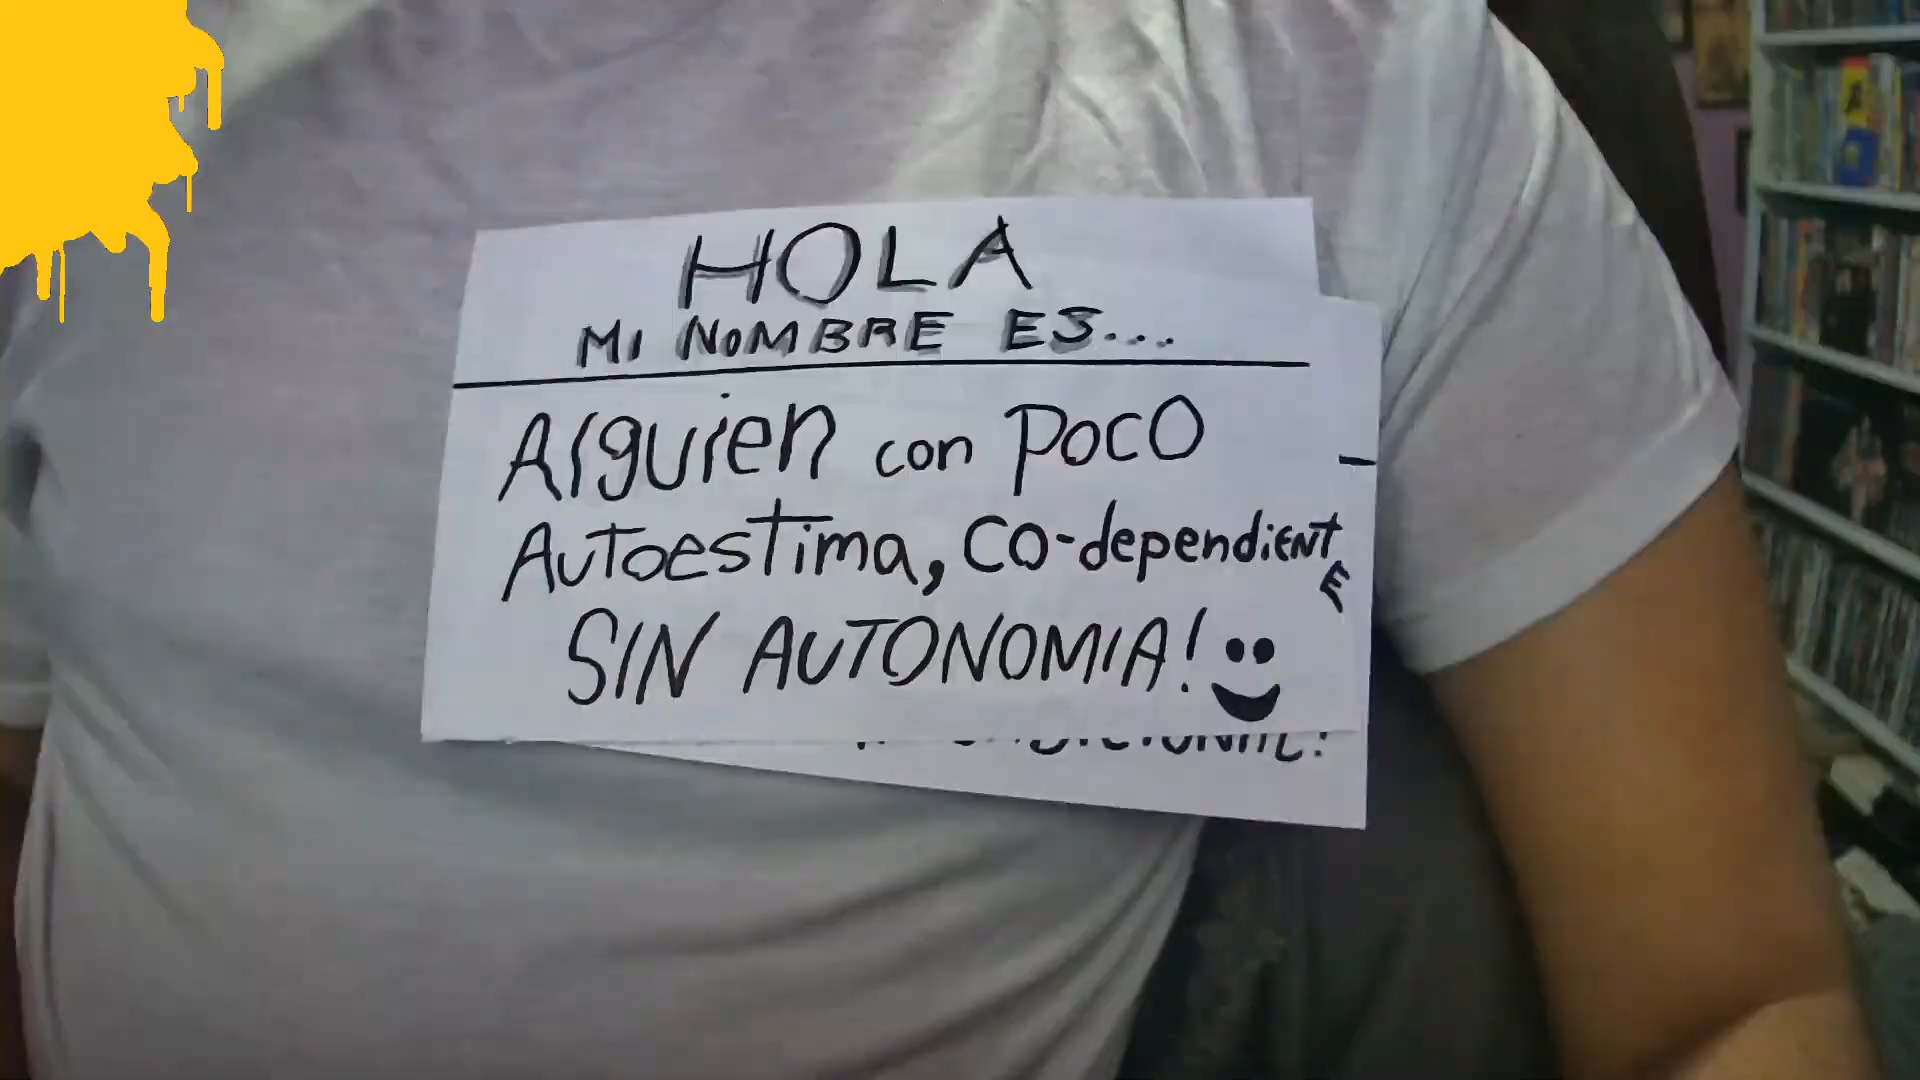 HOLA
MI NOMBRE ES...
Alguien con Poco
Autoestima, co-dependientE
SIN AUTONOMIA!